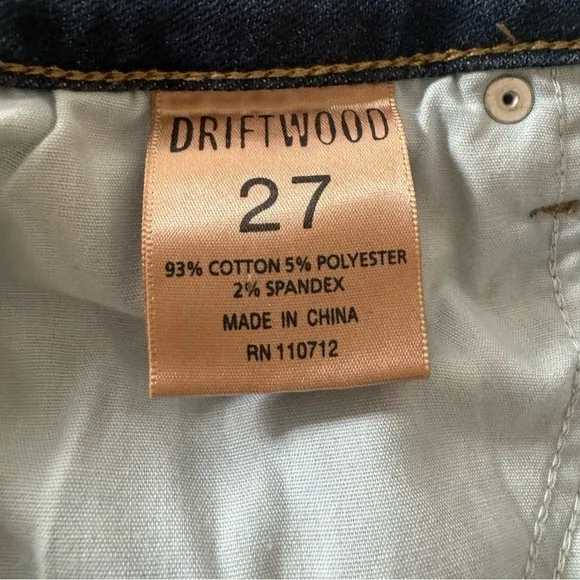 DRIFTWOOD
27
93% COTTON 5% POLYESTER
2% SPANDEX
MADE IN CHINA
RN 110712